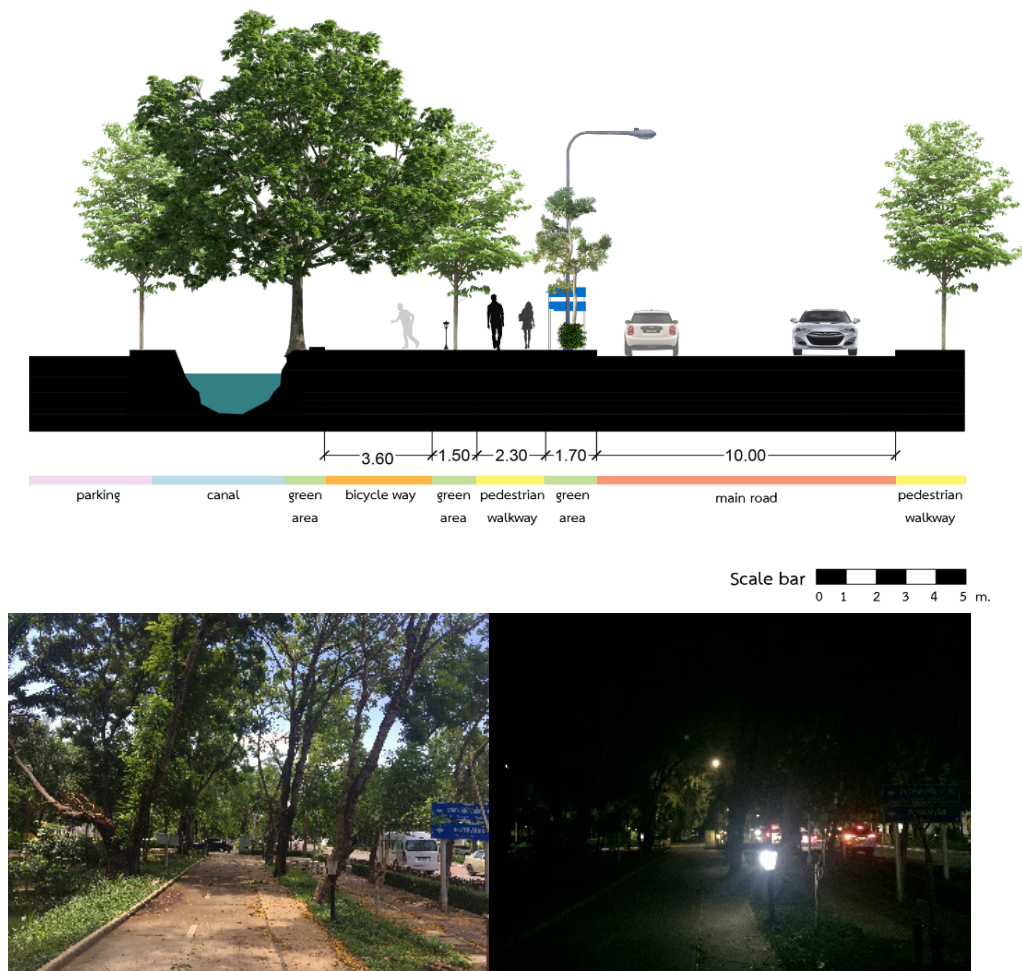 3.60
1.50
2.30
1.70
10.00
parking
canal
green
area
bicycle way
green
area
pedestrian
walkway
green
area
main road
pedestrian
walkway
Scale bar
0 1 2 3 4 5 m.